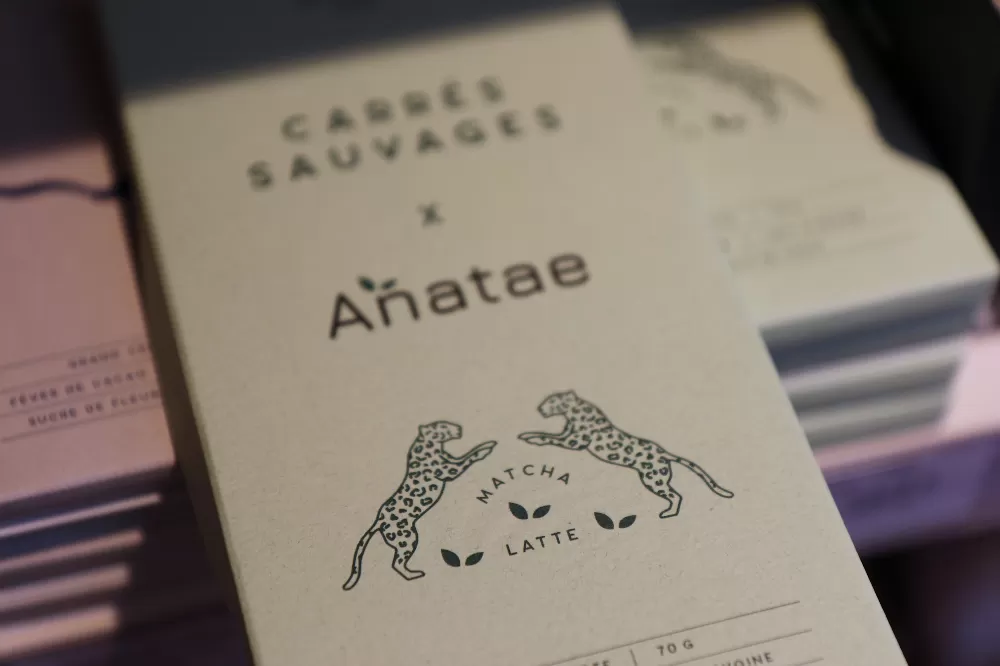 CARRÉS
SAUVAGES
X
Anatae
MATCHA
LATTE
70 G
FÈVES DE CACAO
SUCRE DE FLEUR